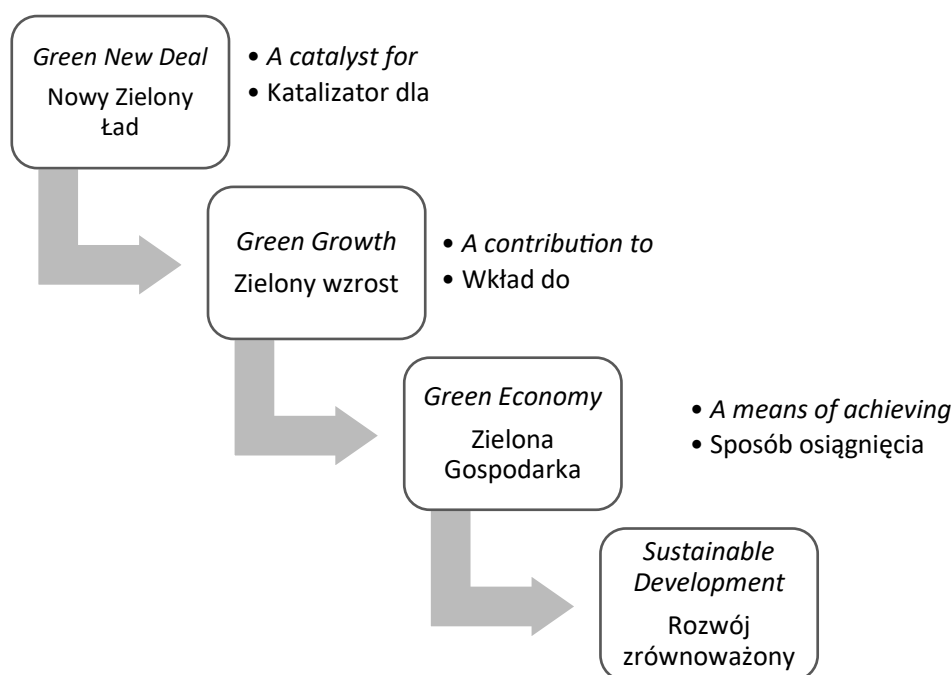 Green New Deal
Nowy Zielony
Ład
• A catalyst for
• Katalizator dla
Green Growth
Zielony wzrost
• A contribution to
• Wkład do
Green Economy
Zielona
Gospodarka
• A means of achieving
• Sposób osiągnięcia
Sustainable
Development
Rozwój
zrównoważony